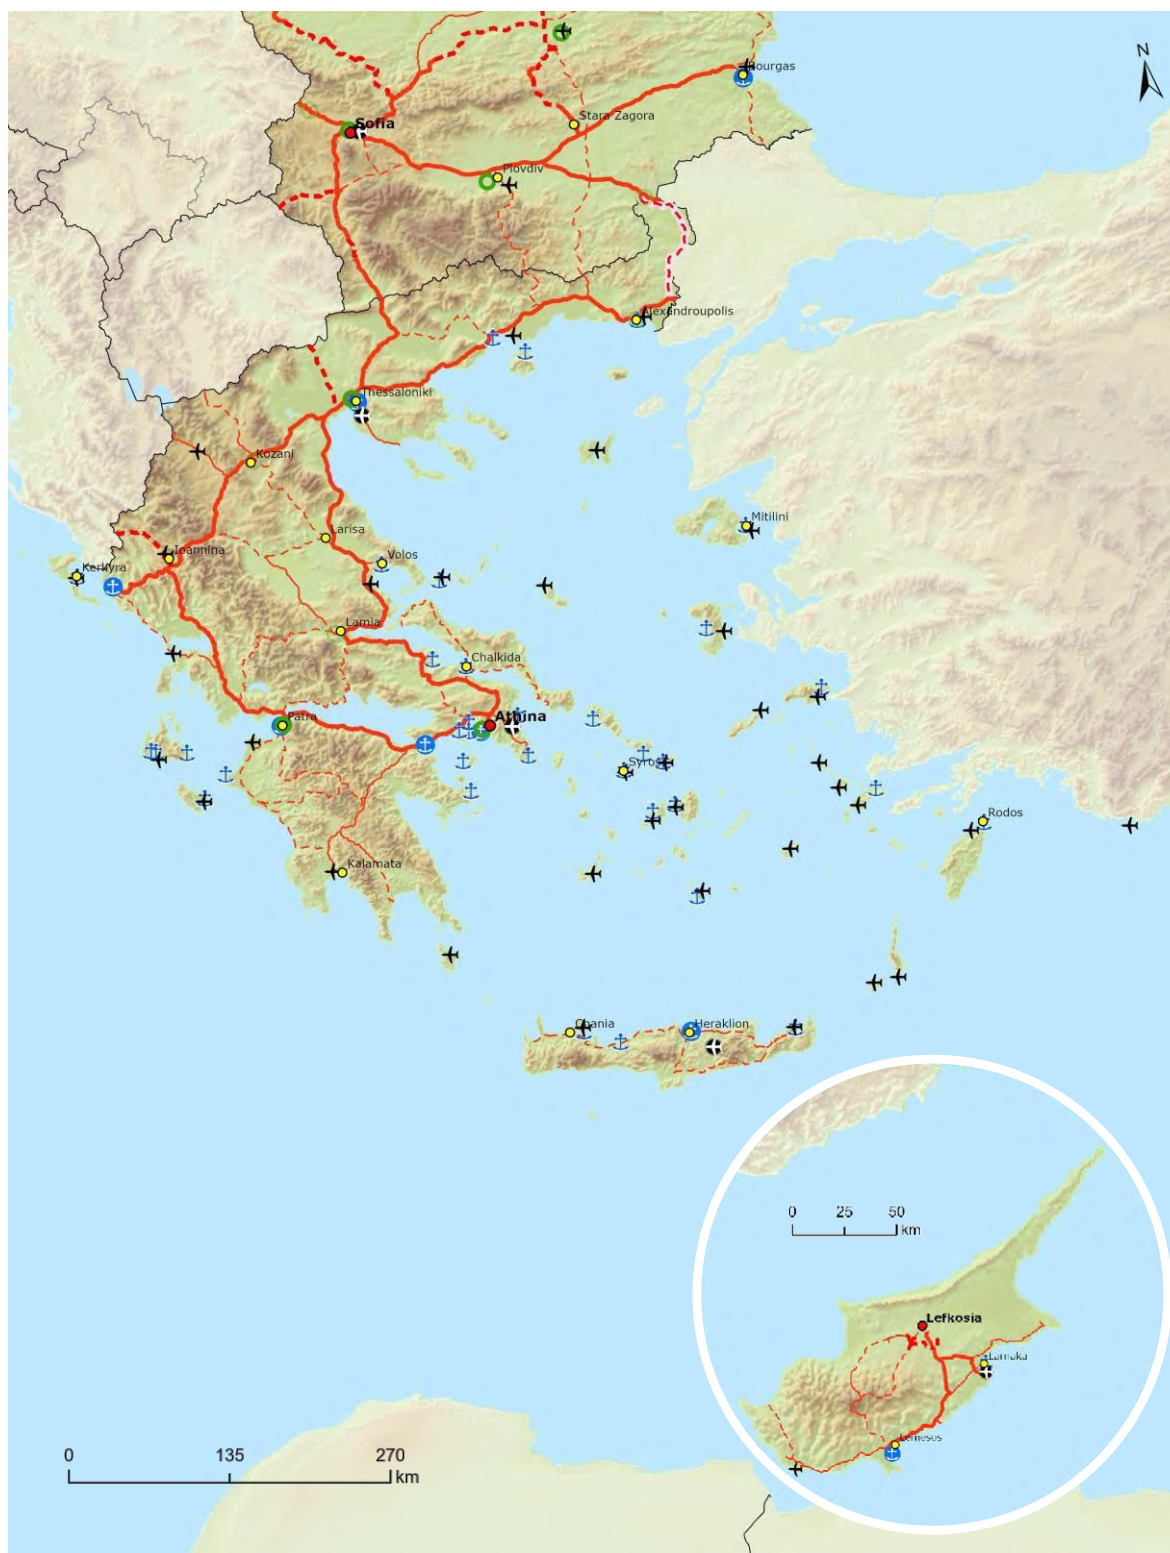 N
Bourgas
Stara Zagora
Sofia
Plovdiv
Alexandroupolis
Thessaloniki
Kozani
Mitilini
Larisa
Ioannina
Volos
Kerkyra
Lamia
Chalkida
Patra
Athina
Syros
Rodos
Kalamata
Chania
Heraklion
0 25 50
km
Lefkosia
Larnaka
Lemesos
0 135 270
km